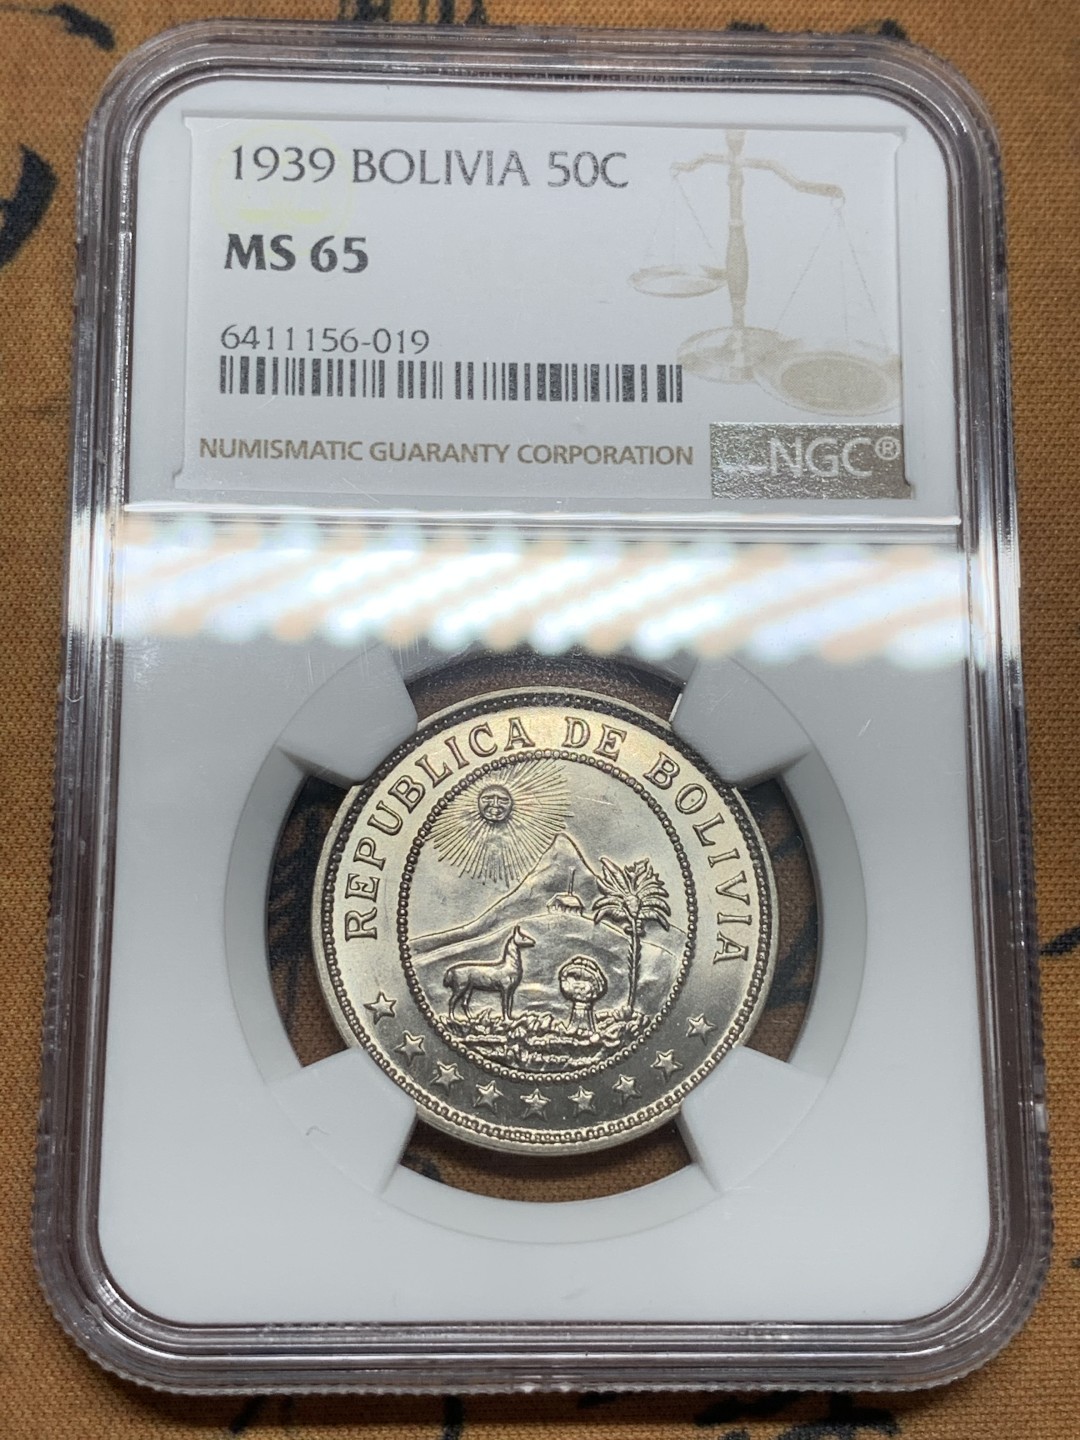 1939 BOLIVIA 50C
MS 65
6411156-019
NUMISMATIC GUARANTY CORPORATION
NGC®
REPUBLICA DE BOLIVIA